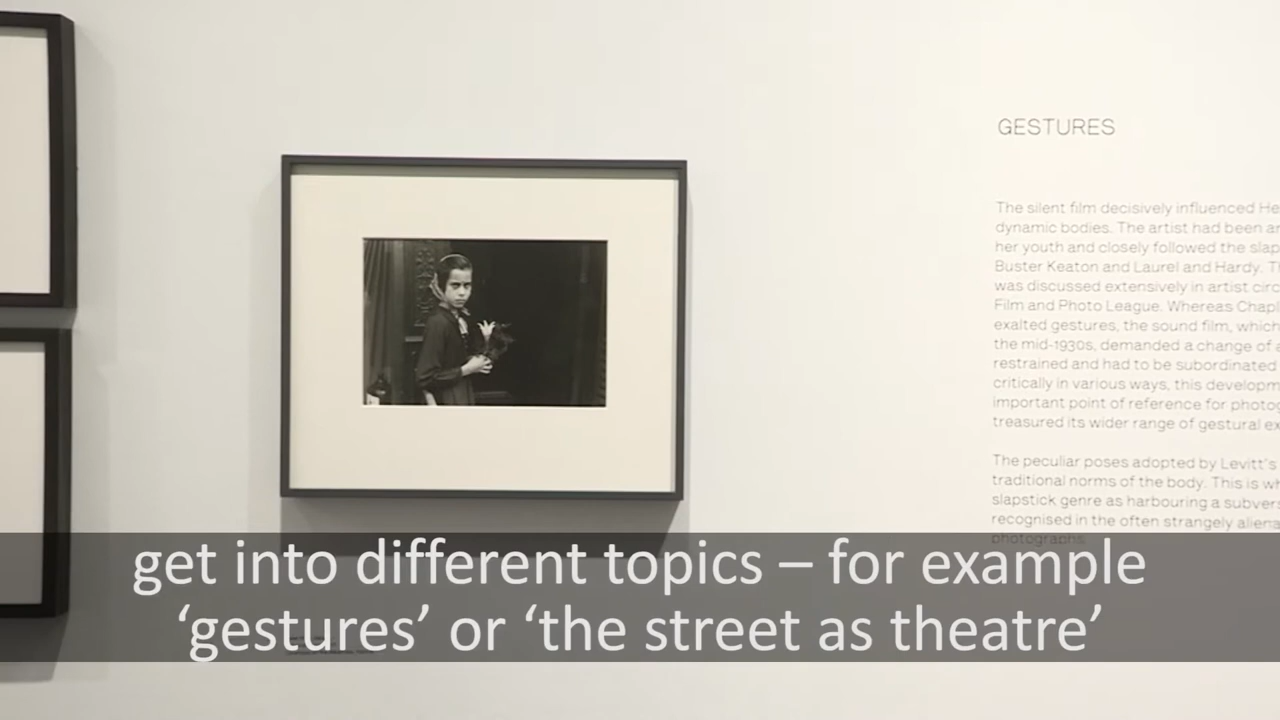 GESTURES
The silent film decisively influenced He
dynamic bodies. The artist had been an
her youth and closely followed the slap
Buster Keaton and Laurel and Hardy. Th
was discussed extensively in artist circ
Film and Photo League. Whereas Chap
exalted gestures, the sound film, which
the mid-1930s, demanded a change of a
restrained and had to be subordinated
critically in various ways, this developm
important point of reference for photog
treasured its wider range of gestural ex
The peculiar poses adopted by Levitt's
traditional norms of the body. This is wh
slapstick genre as harbouring a subver
recognised in the often strangely aliena
photographs.
get into different topics – for example
‘gestures’ or ‘the street as theatre’